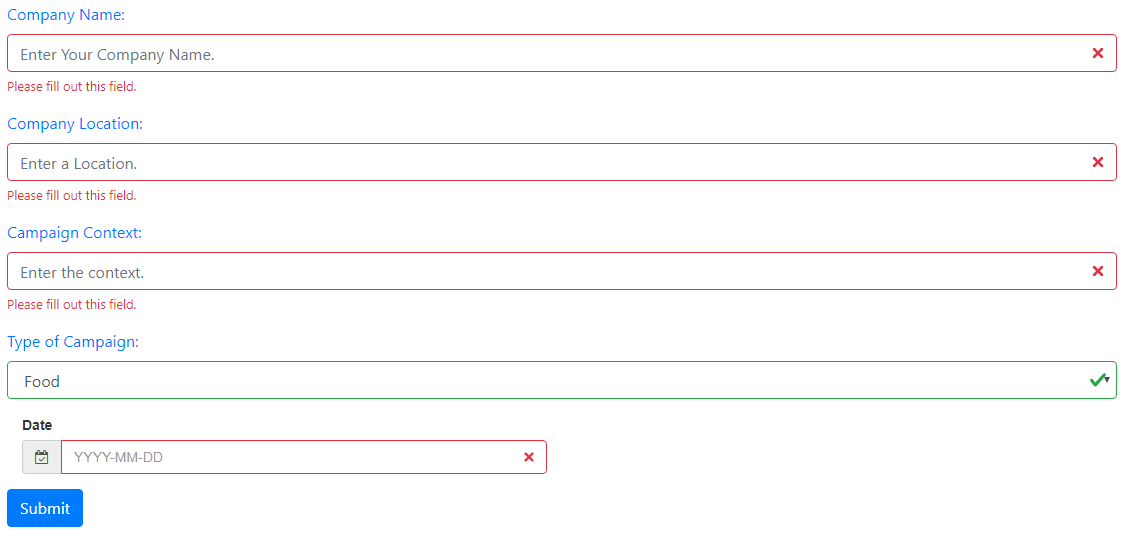 Company Name:
Enter Your Company Name.
Please fill out this field.
Company Location:
Enter a Location.
Please fill out this field.
Campaign Context:
Enter the context.
Please fill out this field.
Type of Campaign:
Food
Date
YYYY-MM-DD
Submit